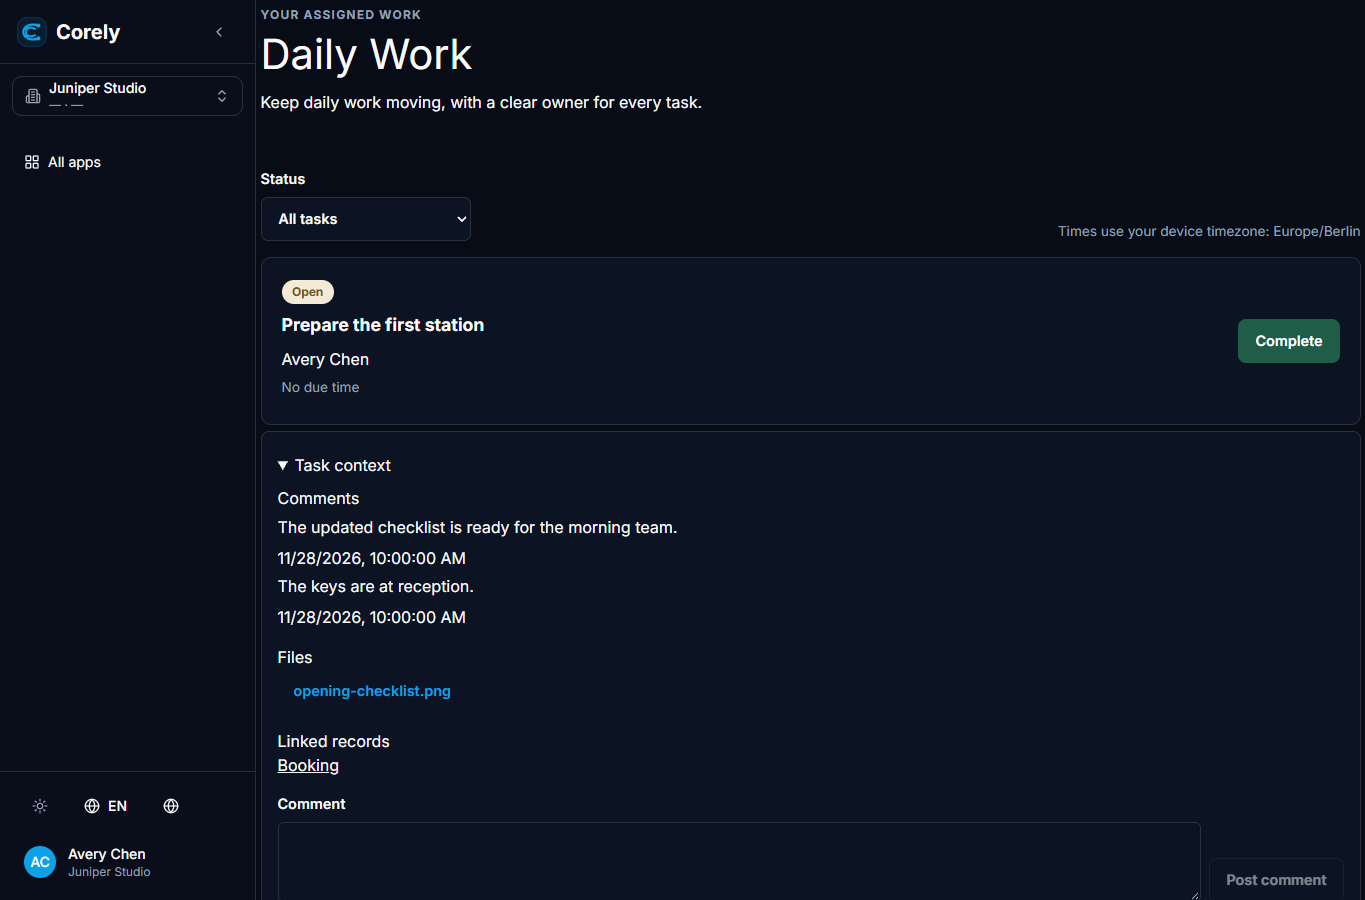 Corely
Juniper Studio
— · —
All apps
EN
AC
Avery Chen
Juniper Studio
YOUR ASSIGNED WORK
Daily Work
Keep daily work moving, with a clear owner for every task.
Status
All tasks
Times use your device timezone: Europe/Berlin
Open
Prepare the first station
Avery Chen
No due time
Complete
Task context
Comments
The updated checklist is ready for the morning team.
11/28/2026, 10:00:00 AM
The keys are at reception.
11/28/2026, 10:00:00 AM
Files
opening-checklist.png
Linked records
Booking
Comment
Post comment